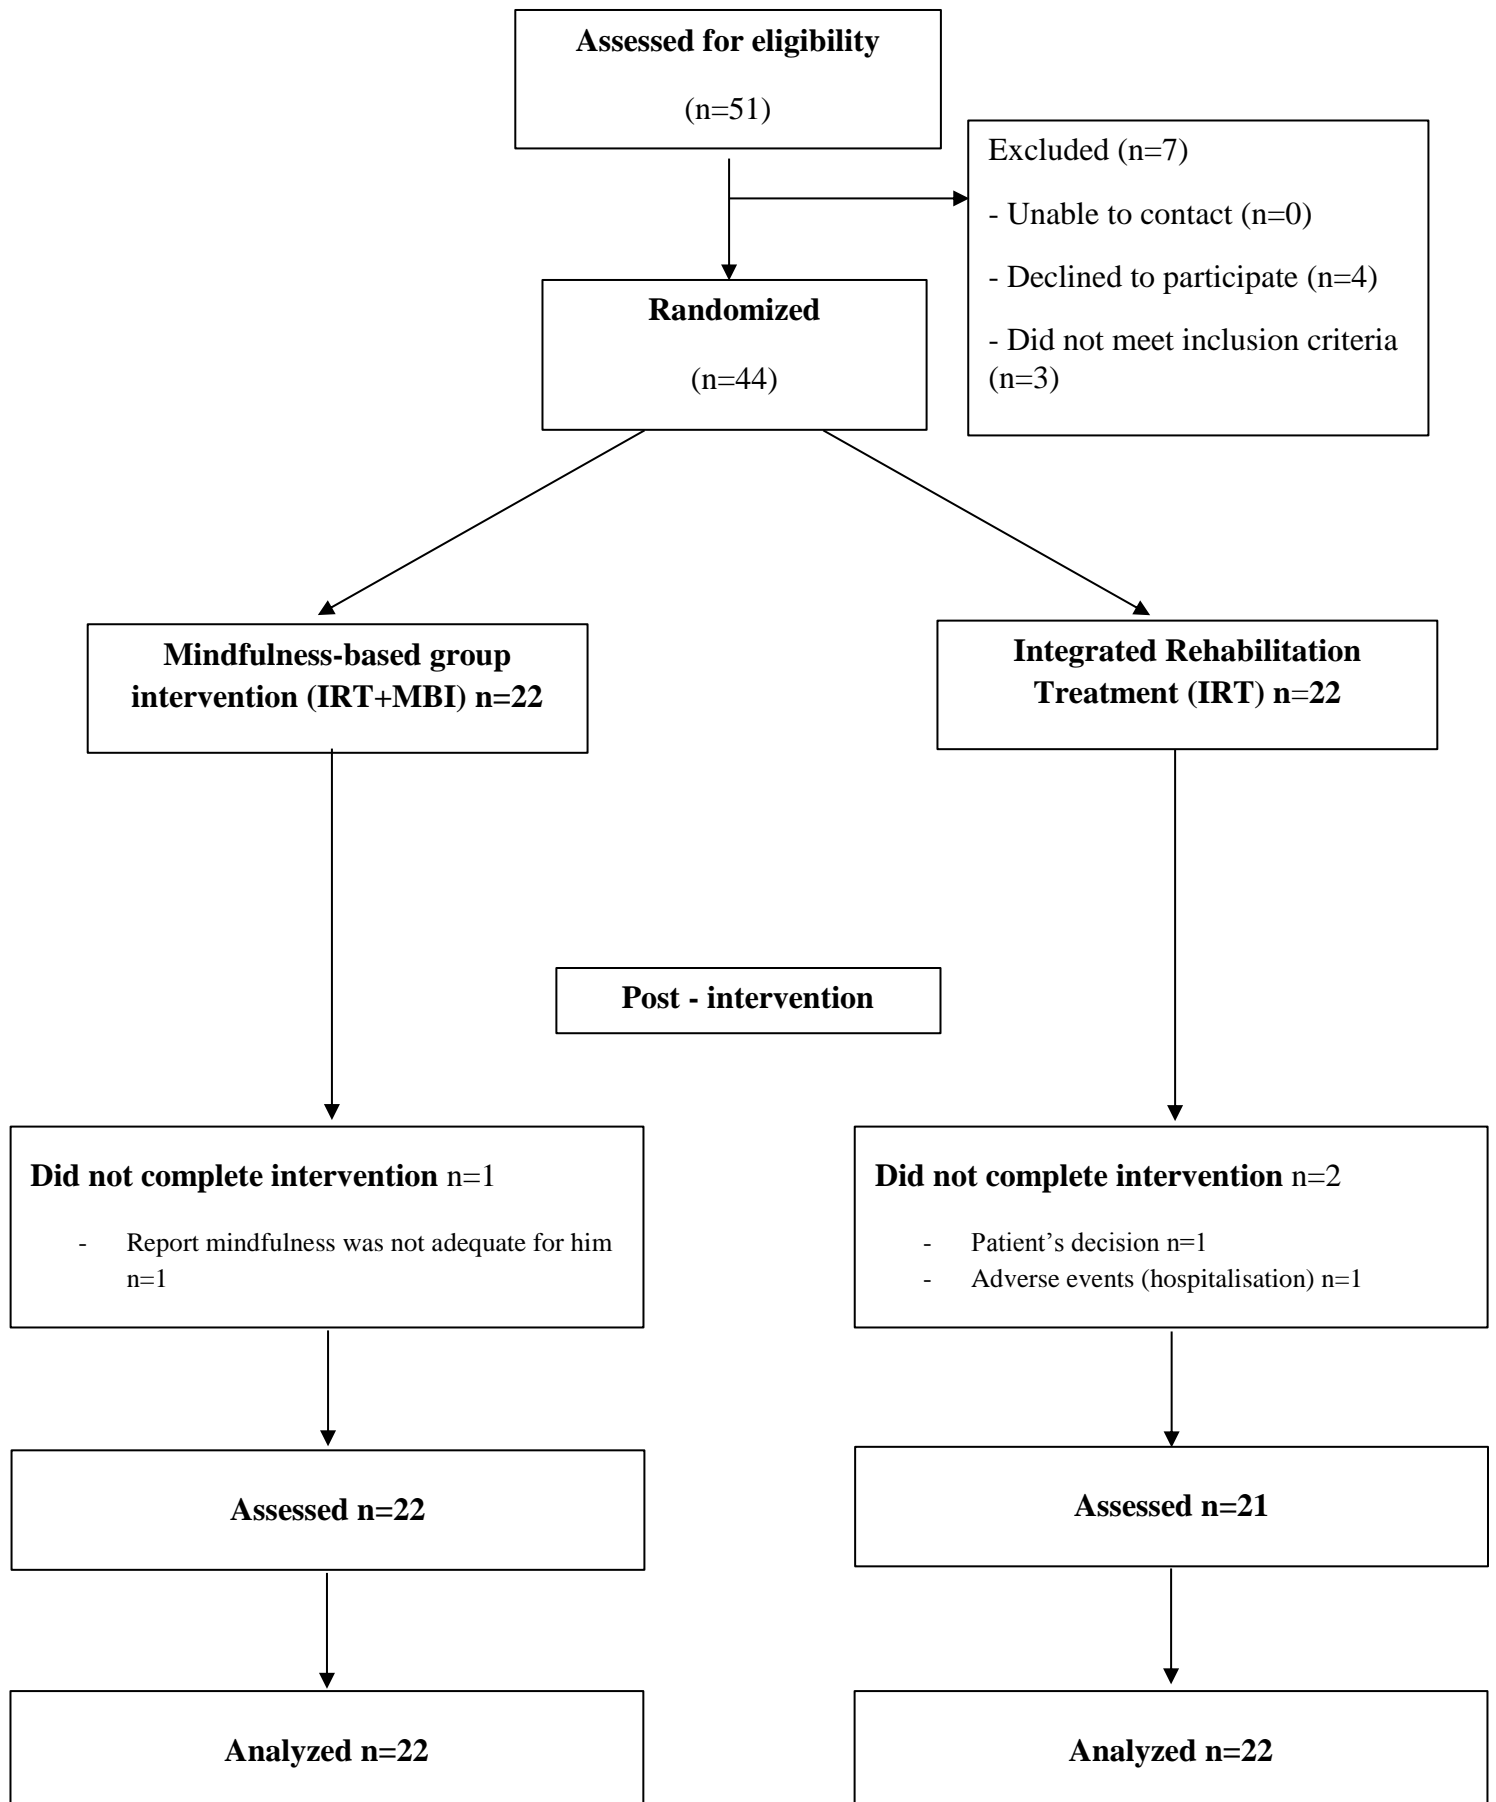 Assessed for eligibility
(n=51)
Excluded (n=7)
- Unable to contact (n=0)
- Declined to participate (n=4)
- Did not meet inclusion criteria
(n=3)
Randomized
(n=44)
Mindfulness-based group
intervention (IRT+MBI) n=22
Integrated Rehabilitation
Treatment (IRT) n=22
Post - intervention
Did not complete intervention n=1
- Report mindfulness was not adequate for him
n=1
Did not complete intervention n=2
- Patient’s decision n=1
- Adverse events (hospitalisation) n=1
Assessed n=22
Assessed n=21
Analyzed n=22
Analyzed n=22